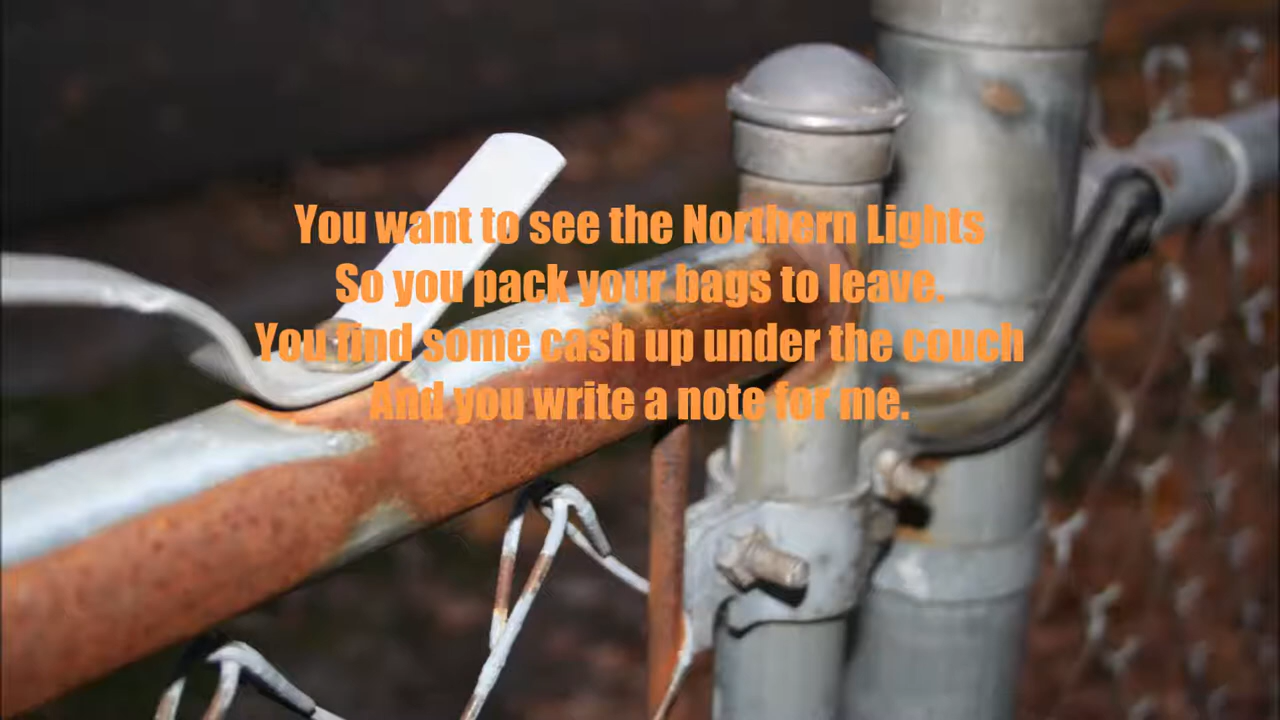 You want to see the Northern Lights
So you pack your bags to leave.
You find some cash up under the couch
And you write a note for me.